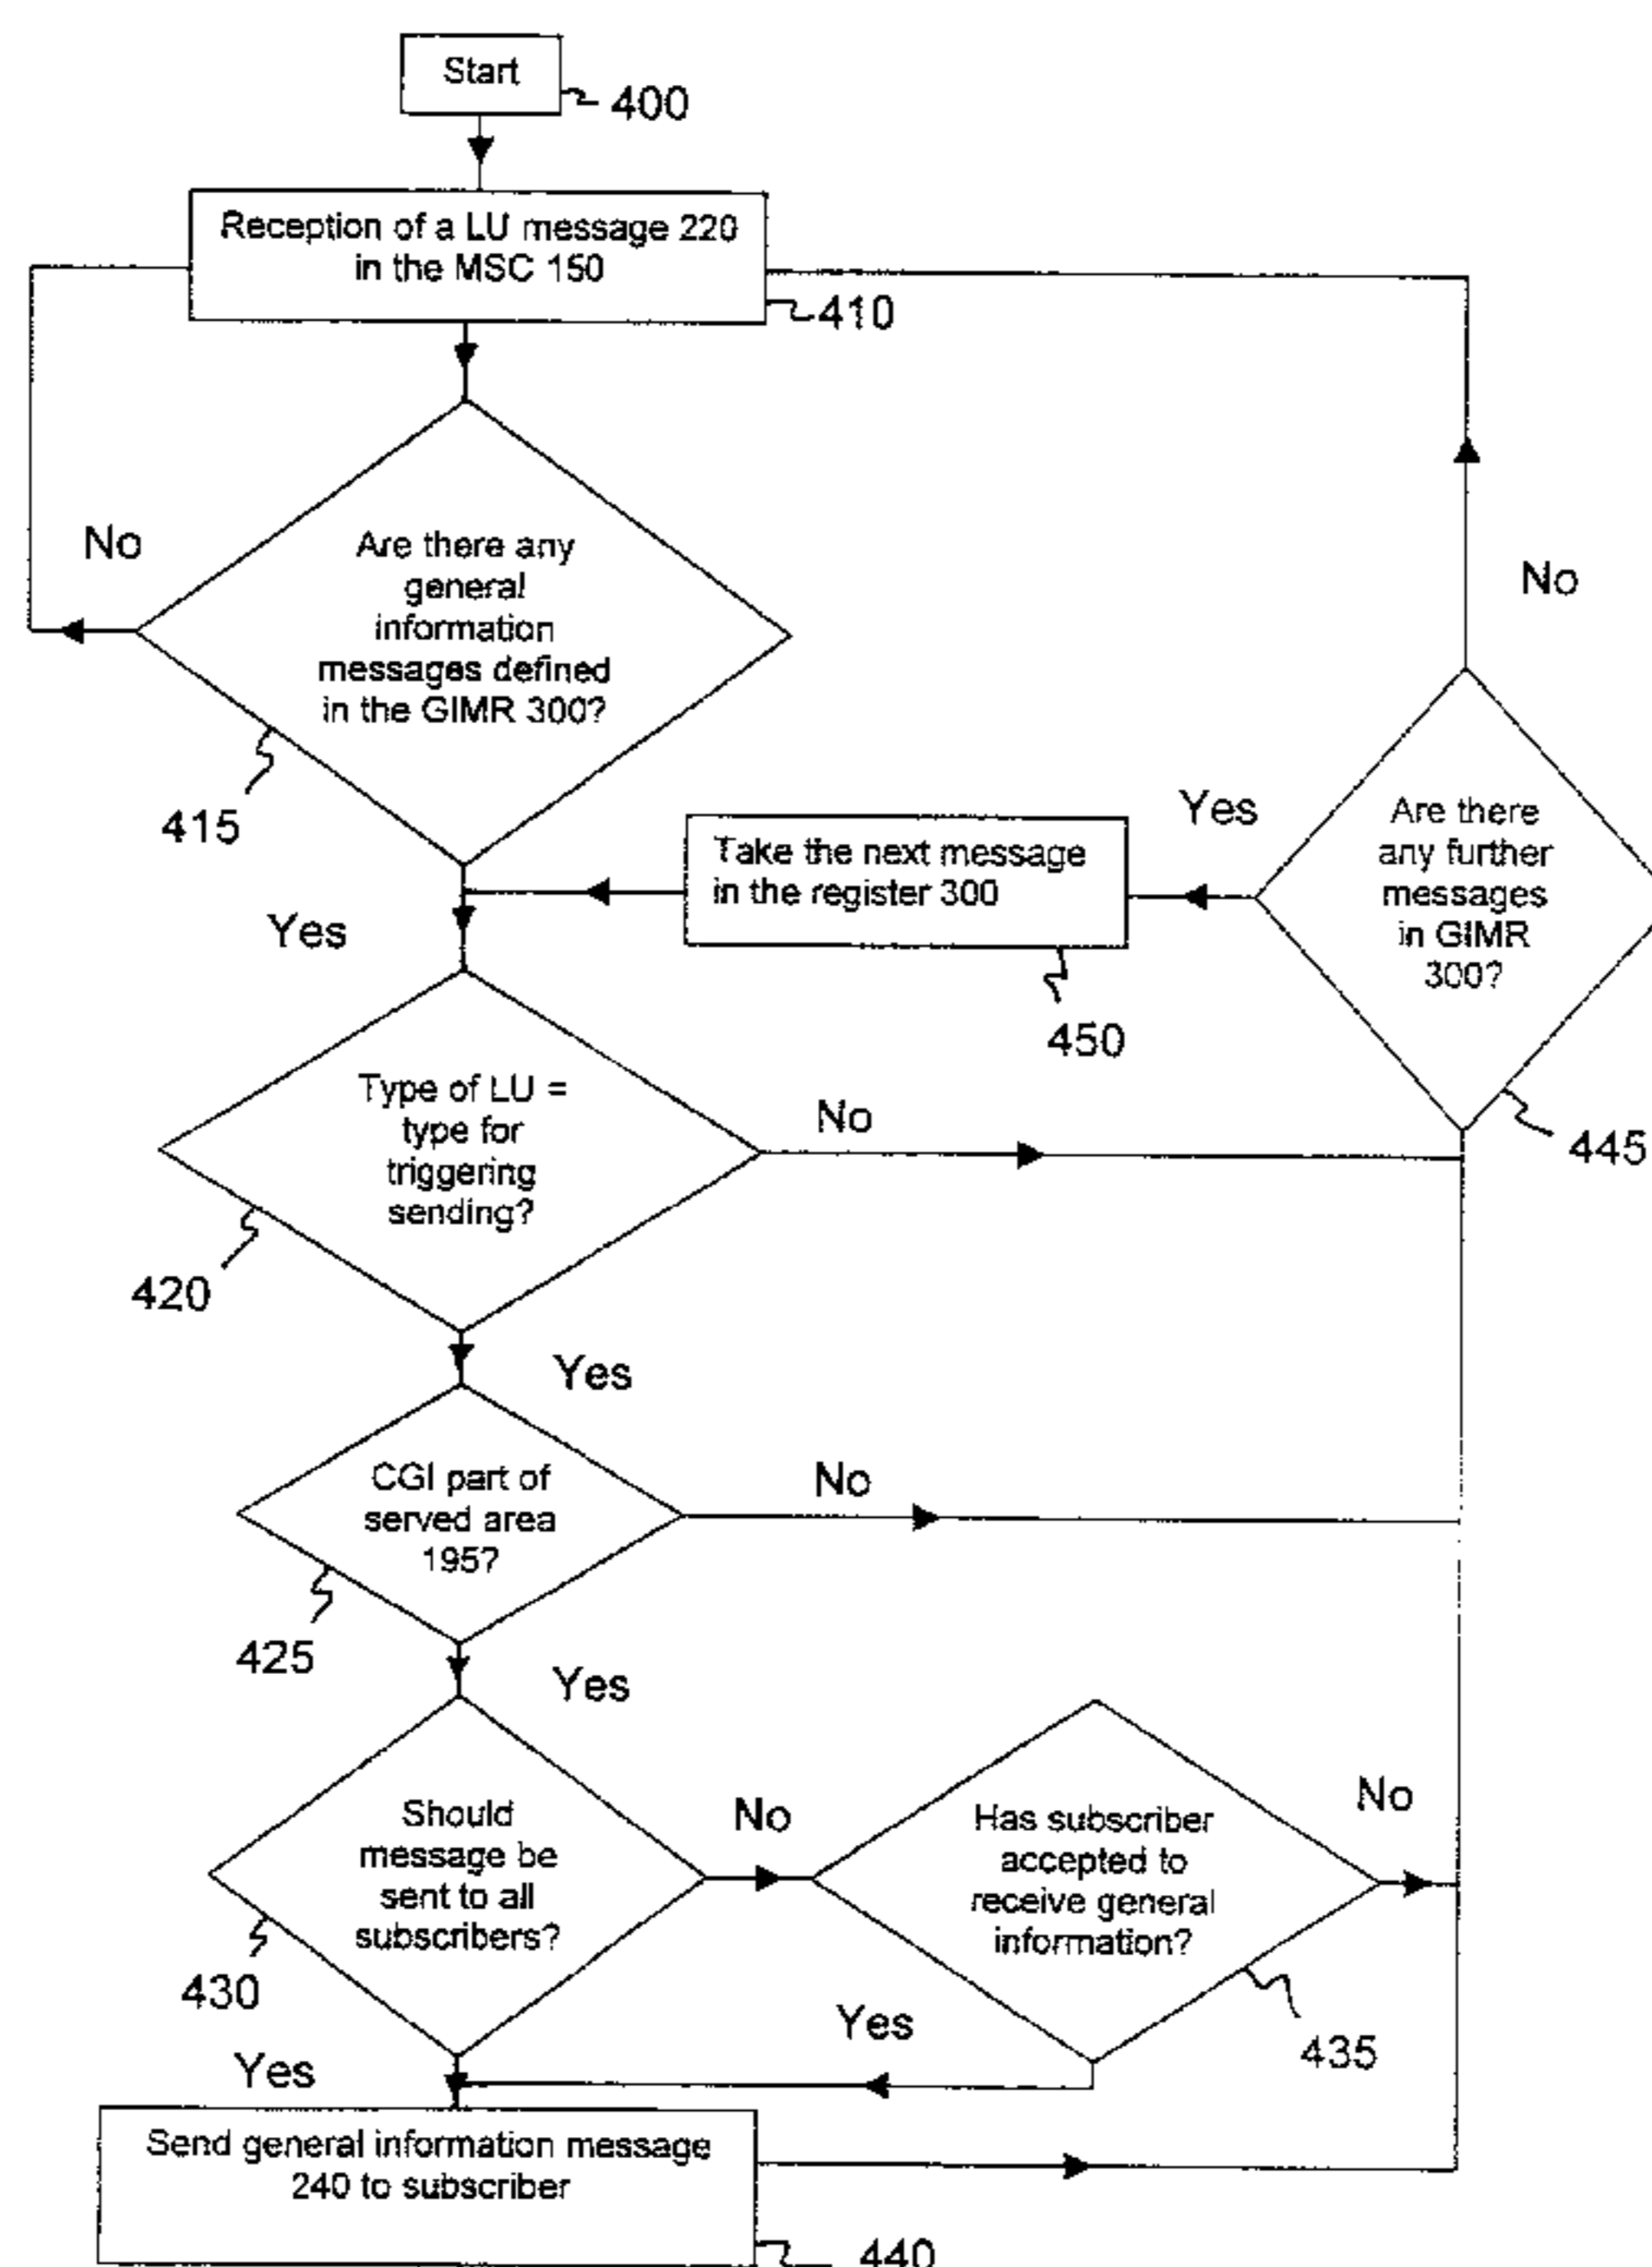 Start
400
Reception of a LU message 220
in the MSC 150
410
No
Are there any
general
information
messages defined
in the GIMR 300?
415
No
Yes
Are there
any further
messages
in GIMR
300?
445
Take the next message
in the register 300
450
Yes
Type of LU =
type for
triggering
sending?
420
No
Yes
CGI part of
served area
195?
425
No
Yes
Should
message be
sent to all
subscribers?
430
No
Has subscriber
accepted to
receive general
information?
435
No
Yes
Yes
Send general information message
240 to subscriber
440